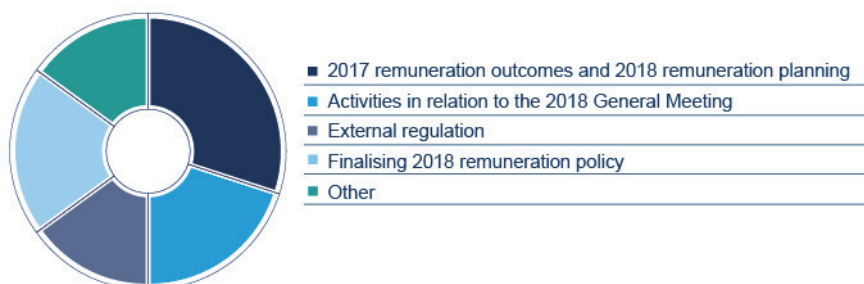 2017 remuneration outcomes and 2018 remuneration planning
Activities in relation to the 2018 General Meeting
External regulation
Finalising 2018 remuneration policy
Other